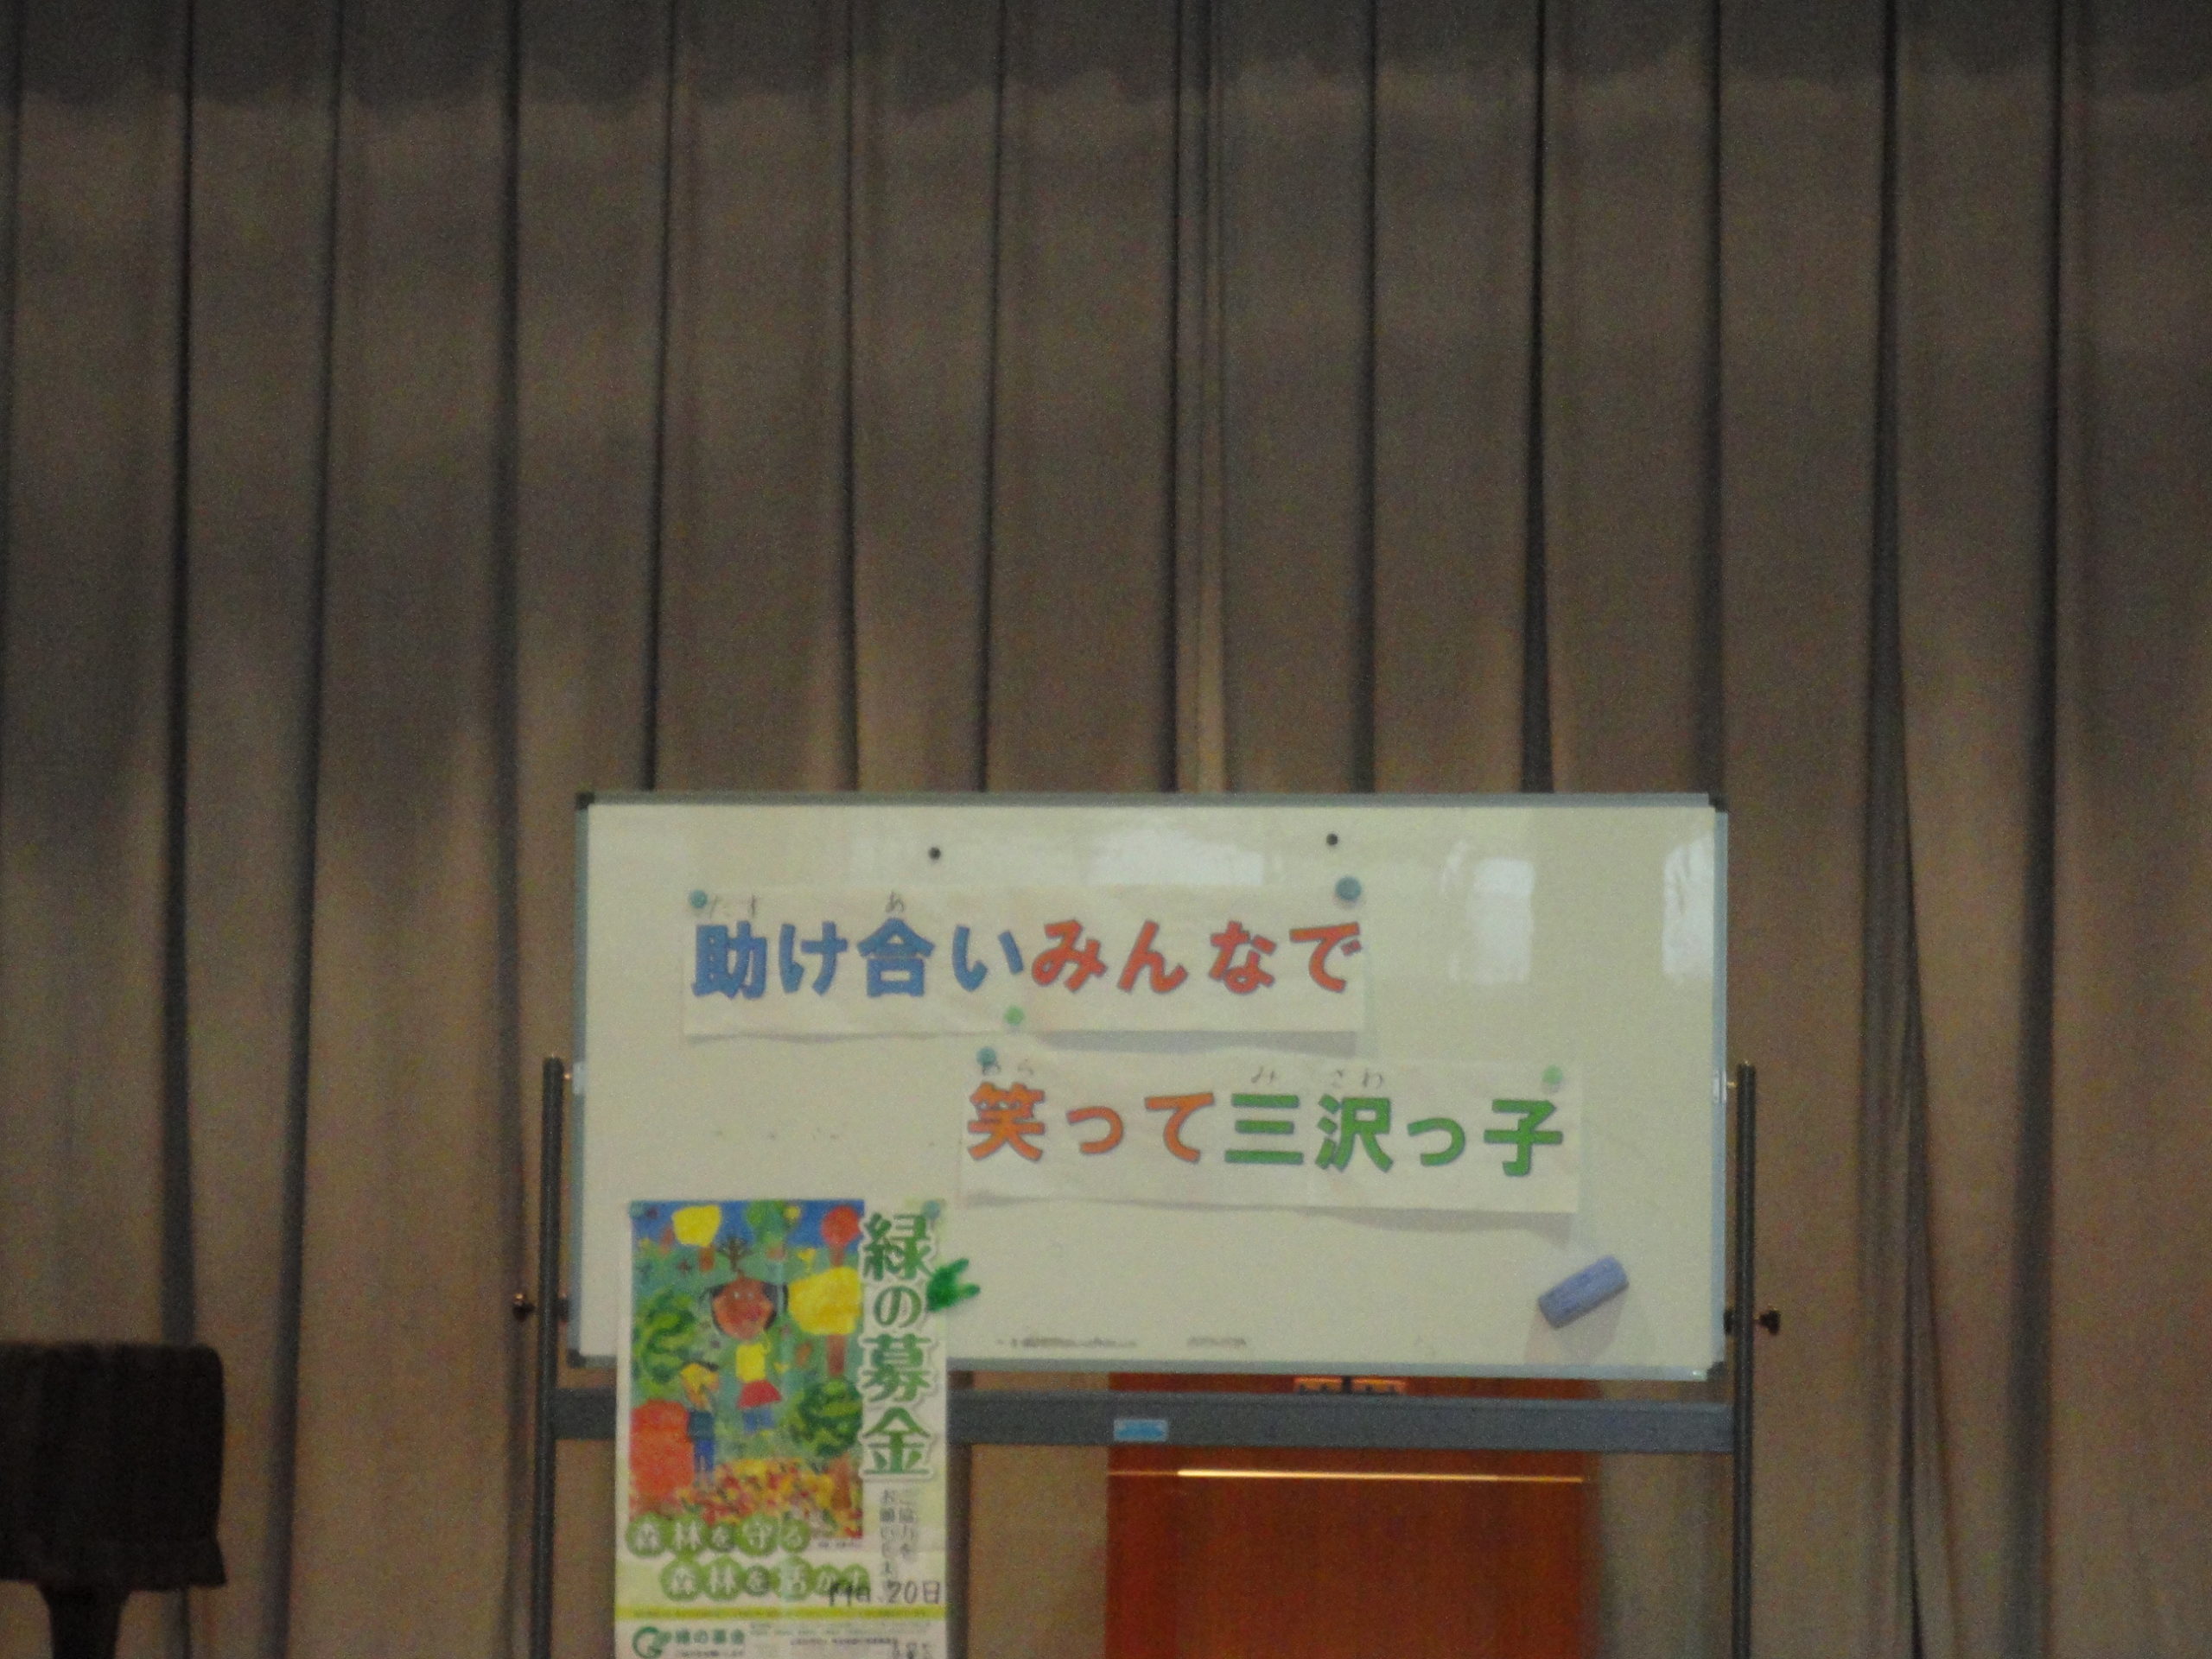 たす あ
助け合いみんなで
わら み さわ
笑って三沢っ子
緑の募金
ご協力を
お願いします
森林を守る
森林を活かす
20日
緑の募金